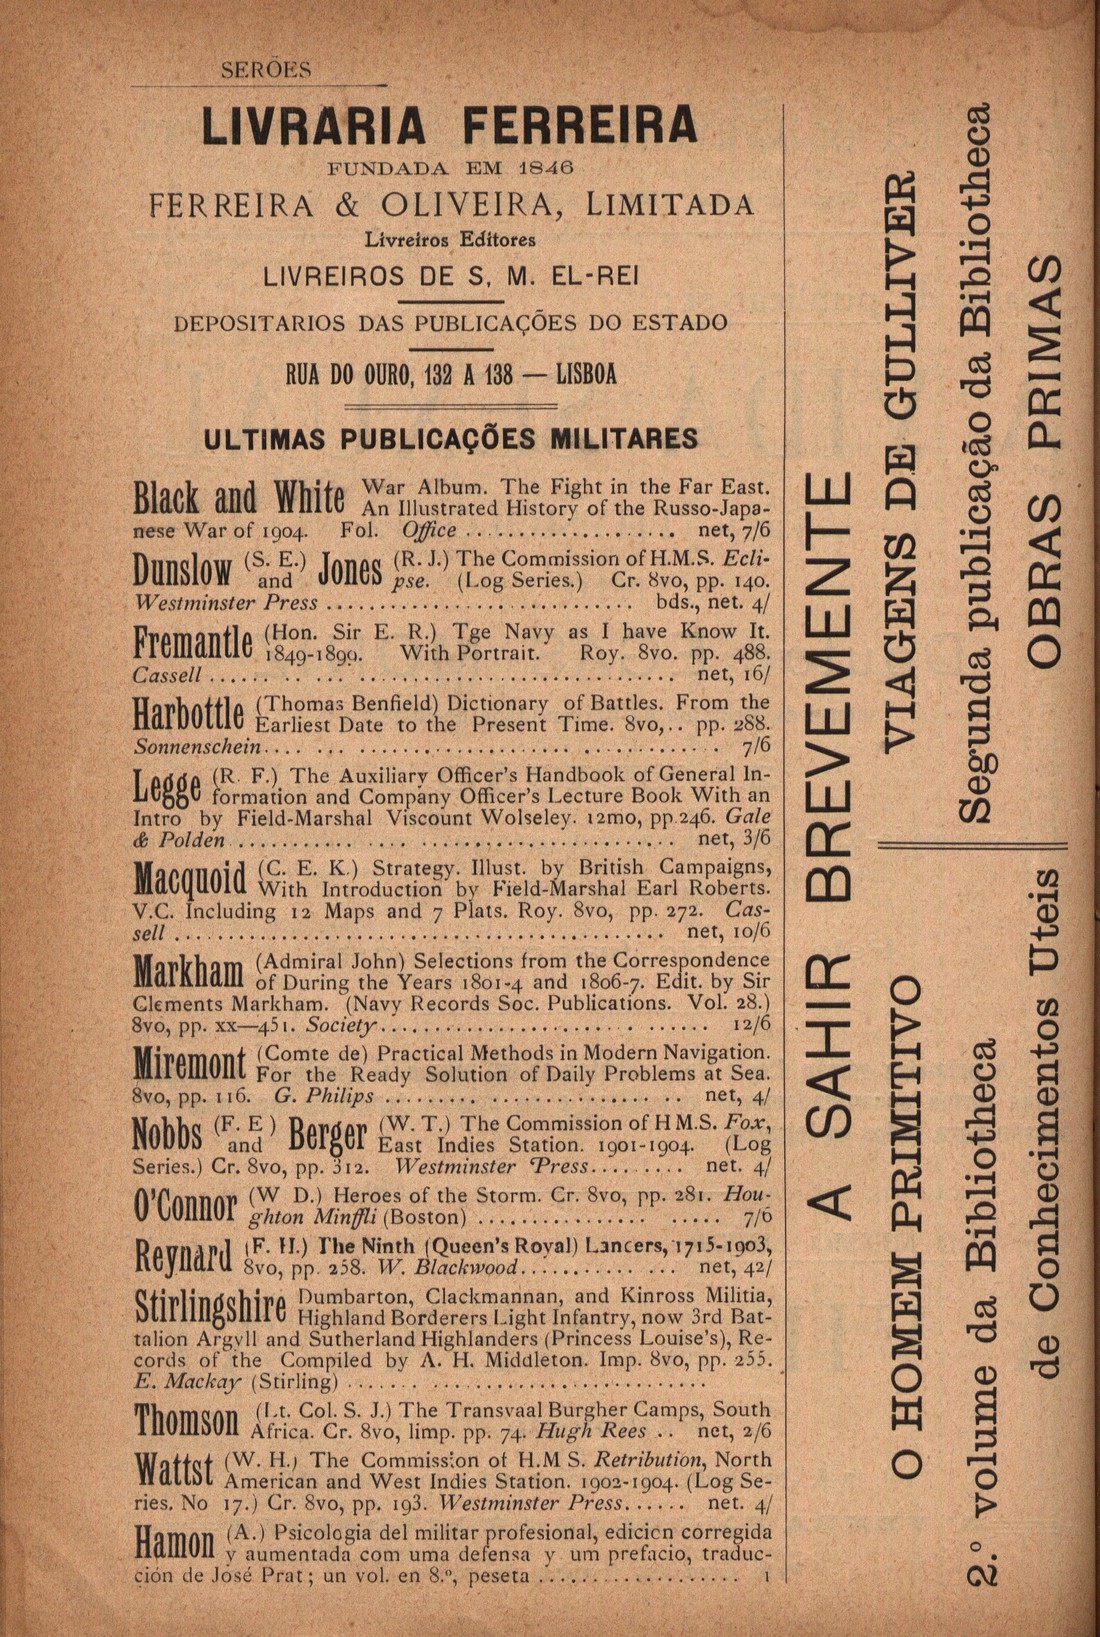 SERÕES
LIVRARIA FERREIRA
FUNDADA EM 1846
FERREIRA & OLIVEIRA, LIMITADA
Livreiros Editores
LIVREIROS DE S. M. EL-REI
DEPOSITARIOS DAS PUBLICAÇÕES DO ESTADO
RUA DO OURO, 132 A 138 — LISBOA
ULTIMAS PUBLICAÇÕES MILITARES
Black and White War Album. The Fight in the Far East.
An Illustrated History of the Russo-Japa-
nese War of 1904. Fol. Office .................... net, 7/6
Dunslow (S. E.) and Jones (R. J.) The Commission of H.M.S. Ecli-
pse. (Log Series.) Cr. 8vo, pp. 140.
Westminster Press ............................ bds., net. 4/
Fremantle (Hon. Sir E. R.) Tge Navy as I have Know It.
1849-1899. With Portrait. Roy. 8vo. pp. 488.
Cassell ............................................ net, 16/
Harbottle (Thomas Benfield) Dictionary of Battles. From the
Earliest Date to the Present Time. 8vo,.. pp. 288.
Sonnenschein.... ... ................................ 7/6
Legge (R. F.) The Auxiliary Officer's Handbook of General In-
formation and Company Officer's Lecture Book With an
Intro by Field-Marshal Viscount Wolseley. 12mo, pp.246. Gale
& Polden .......................................... net, 3/6
Macquoid (C. E. K.) Strategy. Illust. by British Campaigns,
With Introduction by Field-Marshal Earl Roberts.
V.C. Including 12 Maps and 7 Plats. Roy. 8vo, pp. 272. Cas-
sell ............................................... net, 10/6
Markham (Admiral John) Selections from the Correspondence
of During the Years 1801-4 and 1806-7. Edit. by Sir
Clements Markham. (Navy Records Soc. Publications. Vol. 28.)
8vo, pp. xx—451. Society............................... 12/6
Miremont (Comte de) Practical Methods in Modern Navigation.
For the Ready Solution of Daily Problems at Sea.
8vo, pp. 116. G. Philips ............................ net, 4/
Nobbs (F. E ) and Berger (W. T.) The Commission of H M.S. Fox,
East Indies Station. 1901-1904. (Log
Series.) Cr. 8vo, pp. 312. Westminster Press......... net. 4/
O'Connor (W D.) Heroes of the Storm. Cr. 8vo, pp. 281. Hou-
ghton Minffli (Boston) ................ ..... 7/6
Reynard (F. H.) The Ninth (Queen's Royal) Lancers, 1715-1903,
8vo, pp. 258. W. Blackwood............ ... net, 42/
Stirlingshire Dumbarton, Clackmannan, and Kinross Militia,
Highland Borderers Light Infantry, now 3rd Bat-
talion Argyll and Sutherland Highlanders (Princess Louise's), Re-
cords of the Compiled by A. H. Middleton. Imp. 8vo, pp. 255.
E. Mackay (Stirling) ..................................
Thomson (Lt. Col. S. J.) The Transvaal Burgher Camps, South
Africa. Cr. 8vo, limp. pp. 74. Hugh Rees .. net, 2/6
Wattst (W. H.) The Commission of H.M S. Retribution, North
American and West Indies Station. 1902-1904. (Log Se-
ries. No 17.) Cr. 8vo, pp. 193. Westminster Press...... net. 4/
Hamon (A.) Psicologia del militar profesional, edicicn corregida
y aumentada com uma defensa y um prefacio, traduc-
ción de José Prat; un vol. en 8.º, peseta .................... 1
A SAHIR BREVEMENTE
O HOMEM PRIMITIVO
2.º volume da Bibliotheca
de Conhecimentos Uteis
VIAGENS DE GULLIVER
Segunda publicação da Bibliotheca
OBRAS PRIMAS